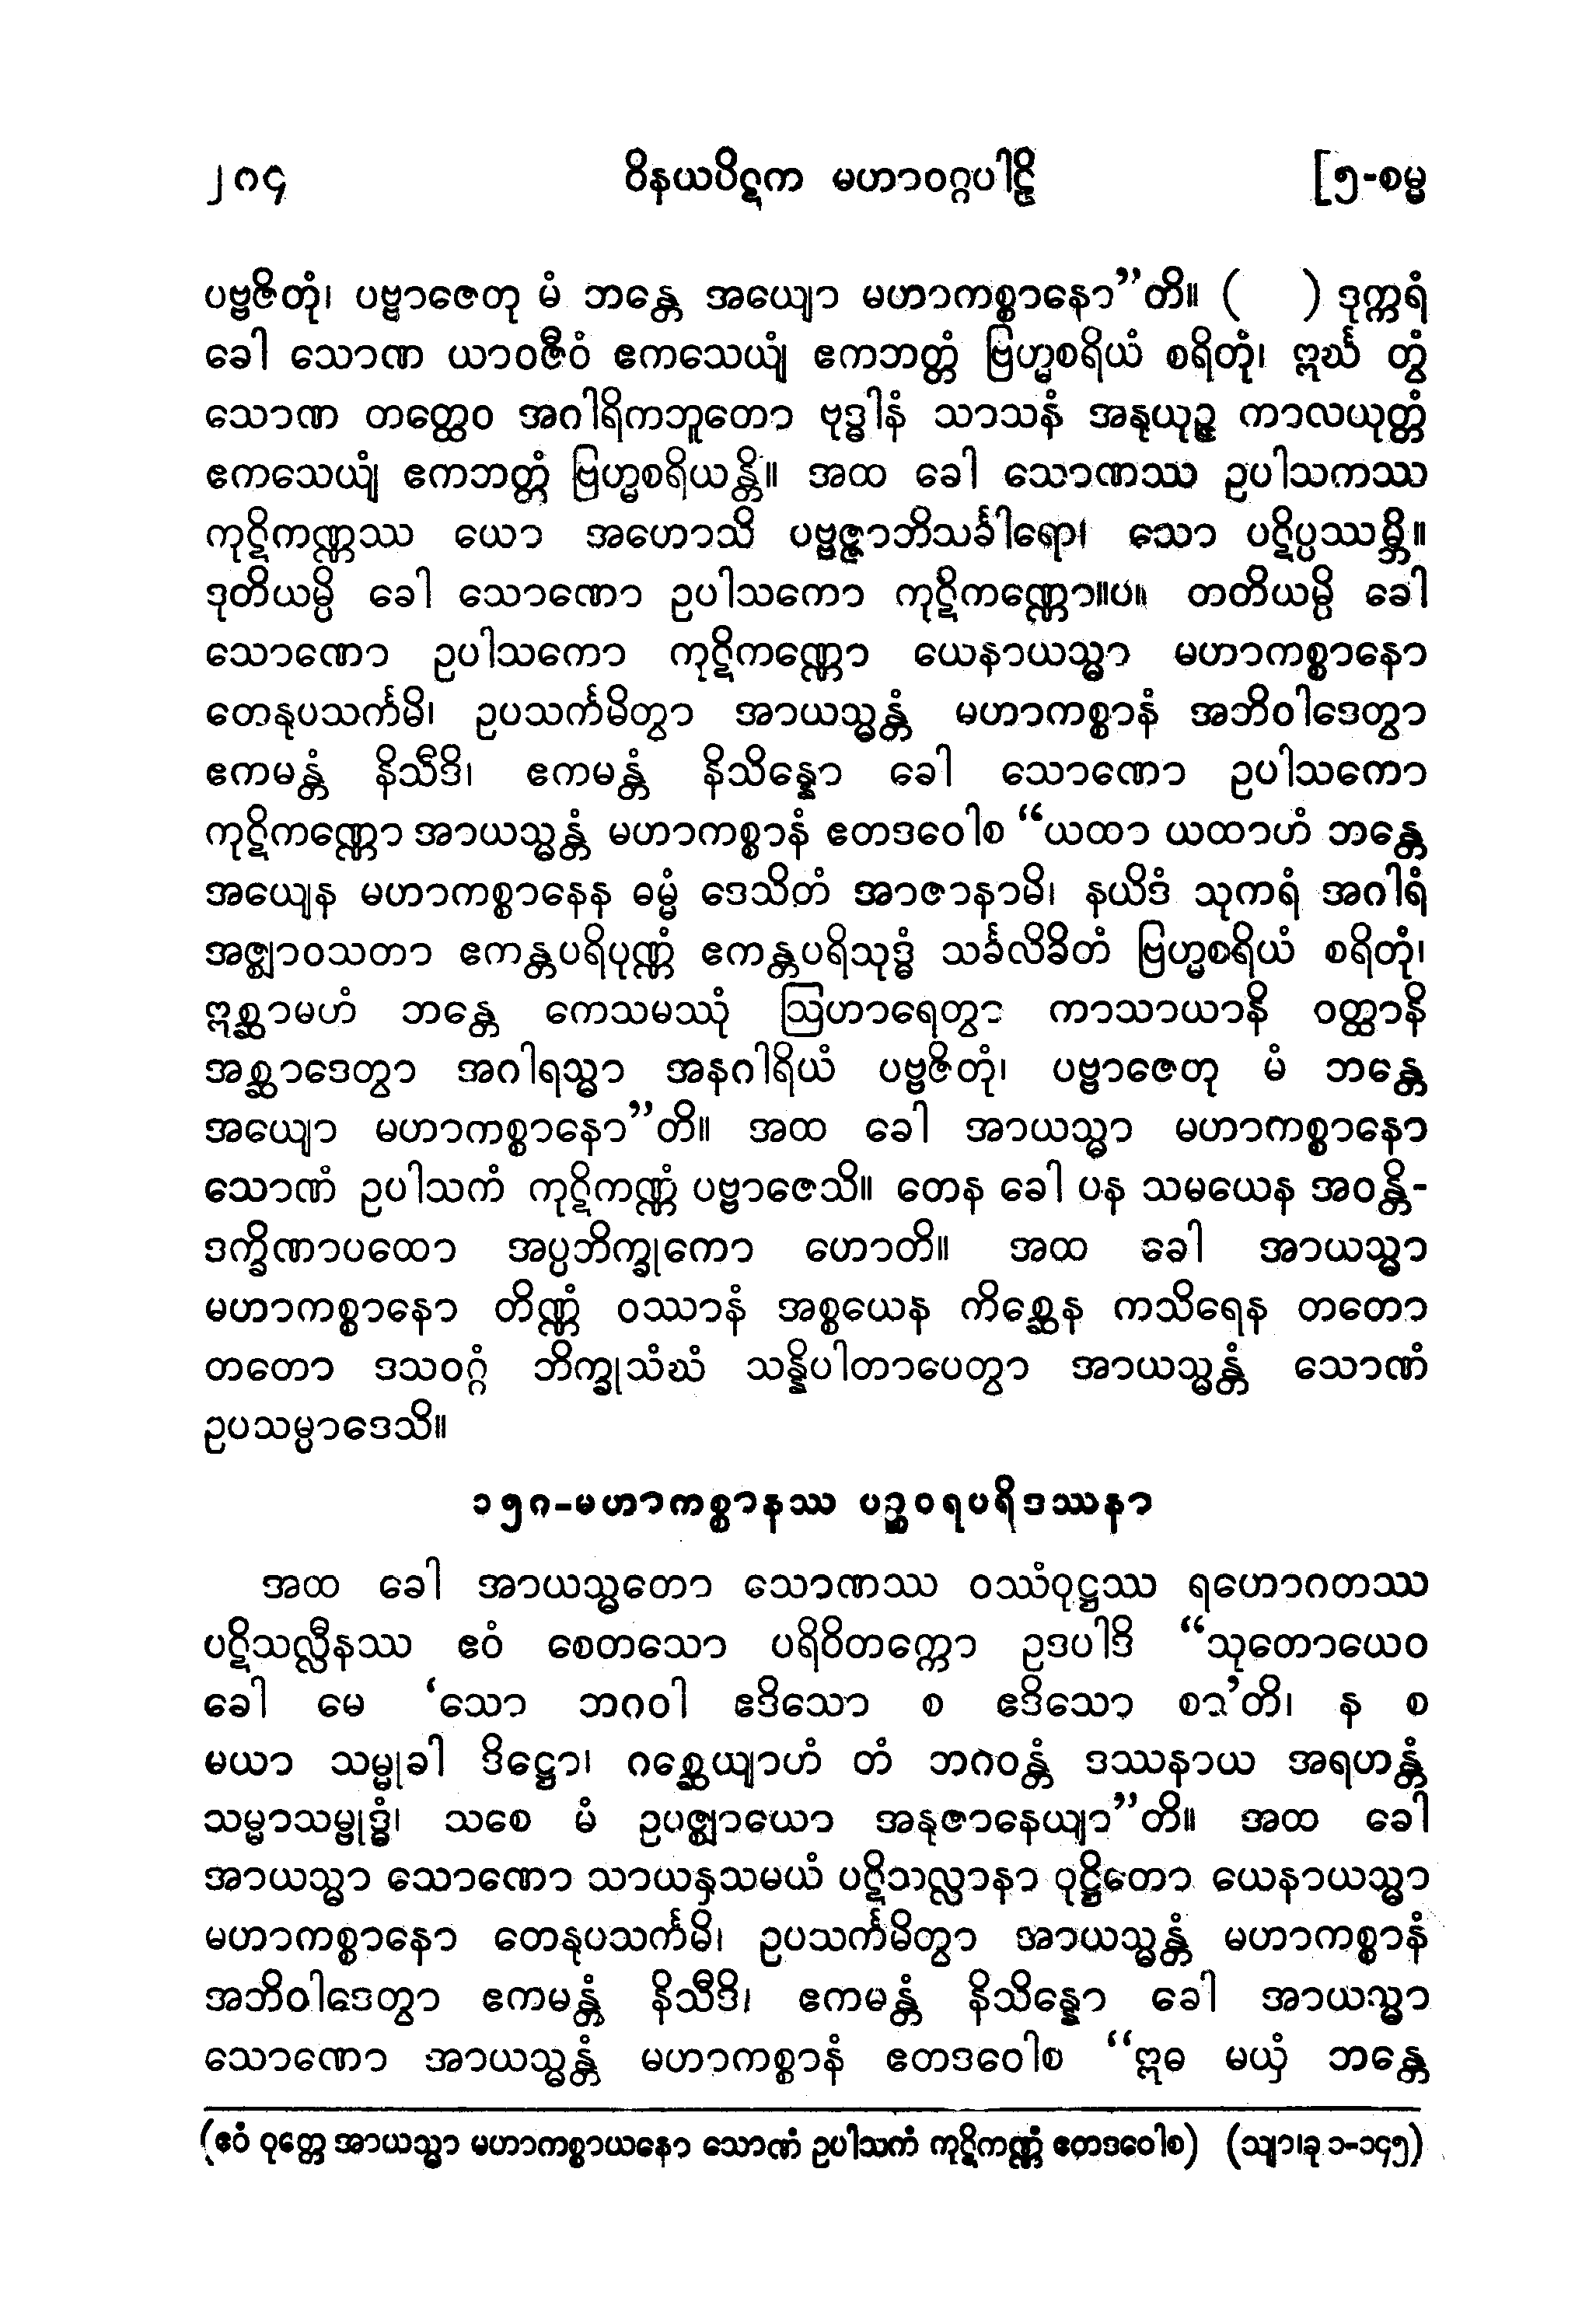 ၂၈၄ ဝိနယပိဋက မဟာဝဂ္ဂပါဠိ [၅-စမ္မ
ပဗ္ဗဇိတုံ၊ ပဗ္ဗာဇေတု မံ ဘန္တေ အယျော မဟာကစ္စာနော”တိ။ ( ) ဒုက္ကရံ
ခေါ သောဏ ယာဝဇီဝံ ဧကသေယျံ ဧကဘတ္တံ ဗြဟ္မစရိယံ စရိတုံ၊ ဣင်္ဃ တွံ
သောဏ တတ္ထေဝ အဂါရိကဘူတော ဗုဒ္ဓါနံ သာသနံ အနုယုဉ္ဇ ကာလယုတ္တံ
ဧကသေယျံ ဧကဘတ္တံ ဗြဟ္မစရိယန္တိ။ အထ ခေါ သောဏဿ ဥပါသကဿ
ကုဋိကဏ္ဏဿ ယော အဟောသိ ပဗ္ဗဇ္ဇာဘိသင်္ခါရော၊ သော ပဋိပ္ပဿမ္ဘိ။
ဒုတိယမ္ပိ ခေါ သောဏော ဥပါသကော ကုဋိကဏ္ဏော။ပ။ တတိယမ္ပိ ခေါ
သောဏော ဥပါသကော ကုဋိကဏ္ဏော ယေနာယသ္မာ မဟာကစ္စာနော
တေနုပသင်္ကမိ၊ ဥပသင်္ကမိတွာ အာယသ္မန္တံ မဟာကစ္စာနံ အဘိဝါဒေတွာ
ဧကမန္တံ နိသီဒိ၊ ဧကမန္တံ နိသိန္နော ခေါ သောဏော ဥပါသကော
ကုဋိကဏ္ဏော အာယသ္မန္တံ မဟာကစ္စာနံ ဧတဒဝေါစ “ယထာ ယထာဟံ ဘန္တေ
အယျေန မဟာကစ္စာနေန ဓမ္မံ ဒေသိတံ အာဇာနာမိ၊ နယိဒံ သုကရံ အဂါရံ
အဇ္ဈာဝသတာ ဧကန္တပရိပုဏ္ဏံ ဧကန္တပရိသုဒ္ဓံ သင်္ခလိခိတံ ဗြဟ္မစရိယံ စရိတုံ၊
ဣစ္ဆာမဟံ ဘန္တေ ကေသမဿုံ ဩဟာရေတွာ ကာသာယာနိ ဝတ္ထာနိ
အစ္ဆာဒေတွာ အဂါရသ္မာ အနဂါရိယံ ပဗ္ဗဇိတုံ၊ ပဗ္ဗာဇေတု မံ ဘန္တေ
အယျော မဟာကစ္စာနော”တိ။ အထ ခေါ အာယသ္မာ မဟာကစ္စာနော
သောဏံ ဥပါသကံ ကုဋိကဏ္ဏံ ပဗ္ဗာဇေသိ။ တေန ခေါ ပန သမယေန အဝန္တိ-
ဒက္ခိဏာပထော အပ္ပဘိက္ခုကော ဟောတိ။ အထ ခေါ အာယသ္မာ
မဟာကစ္စာနော တိဏ္ဏံ ဝဿာနံ အစ္စယေန ကိစ္ဆေန ကသိရေန တတော
တတော ဒသဝဂ္ဂံ ဘိက္ခုသံဃံ သန္နိပါတာပေတွာ အာယသ္မန္တံ သောဏံ
ဥပသမ္ပာဒေသိ။
၁၅၈-မဟာကစ္စာနဿ ပဉ္စဝရပရိဒဿနာ
အထ ခေါ အာယသ္မတော သောဏဿ ဝဿံဝုဋ္ဌဿ ရဟောဂတဿ
ပဋိသလ္လီနဿ ဧဝံ စေတသော ပရိဝိတက္ကော ဥဒပါဒိ “သုတောယေဝ
ခေါ မေ ‘သော ဘဂဝါ ဧဒိသော စ ဧဒိသော စာ’တိ၊ န စ
မယာ သမ္မုခါ ဒိဋ္ဌော၊ ဂစ္ဆေယျာဟံ တံ ဘဂဝန္တံ ဒဿနာယ အရဟန္တံ
သမ္မာသမ္ဗုဒ္ဓံ၊ သစေ မံ ဥပဇ္ဈာယော အနုဇာနေယျာ”တိ။ အထ ခေါ
အာယသ္မာ သောဏော သာယနှသမယံ ပဋိသလ္လာနာ ဝုဋ္ဌိတော ယေနာယသ္မာ
မဟာကစ္စာနော တေနုပသင်္ကမိ၊ ဥပသင်္ကမိတွာ အာယသ္မန္တံ မဟာကစ္စာနံ
အဘိဝါဒေတွာ ဧကမန္တံ နိသီဒိ၊ ဧကမန္တံ နိသိန္နော ခေါ အာယသ္မာ
သောဏော အာယသ္မန္တံ မဟာကစ္စာနံ ဧတဒဝေါစ “ဣဓ မယှံ ဘန္တေ
(ဧဝံ ဝုတ္တေ အာယသ္မာ မဟာကစ္စာယနော သောဏံ ဥပါသကံ ကုဋိကဏ္ဏံ ဧတဒဝေါစ) (သျာ၊ခု ၁-၁၄၅)